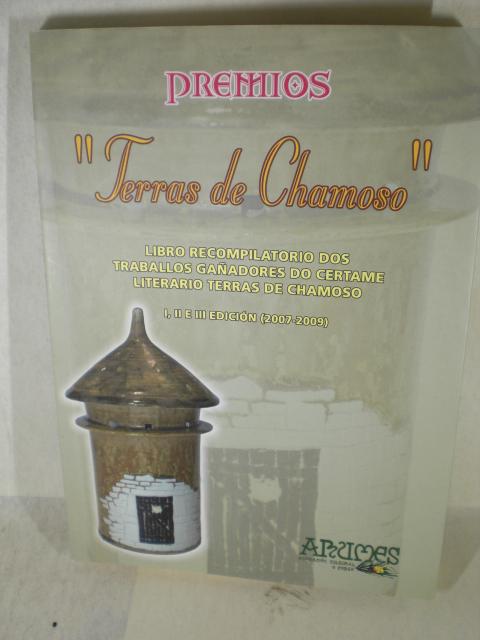 PREMIOS
"Terras de Chamoso"
LIBRO RECOMPILATORIO DOS
TRABALLOS GAÑADORES DO CERTAME
LITERARIO TERRAS DE CHAMOSO
I, II E III EDICIÓN (2007-2009)
ARUMES